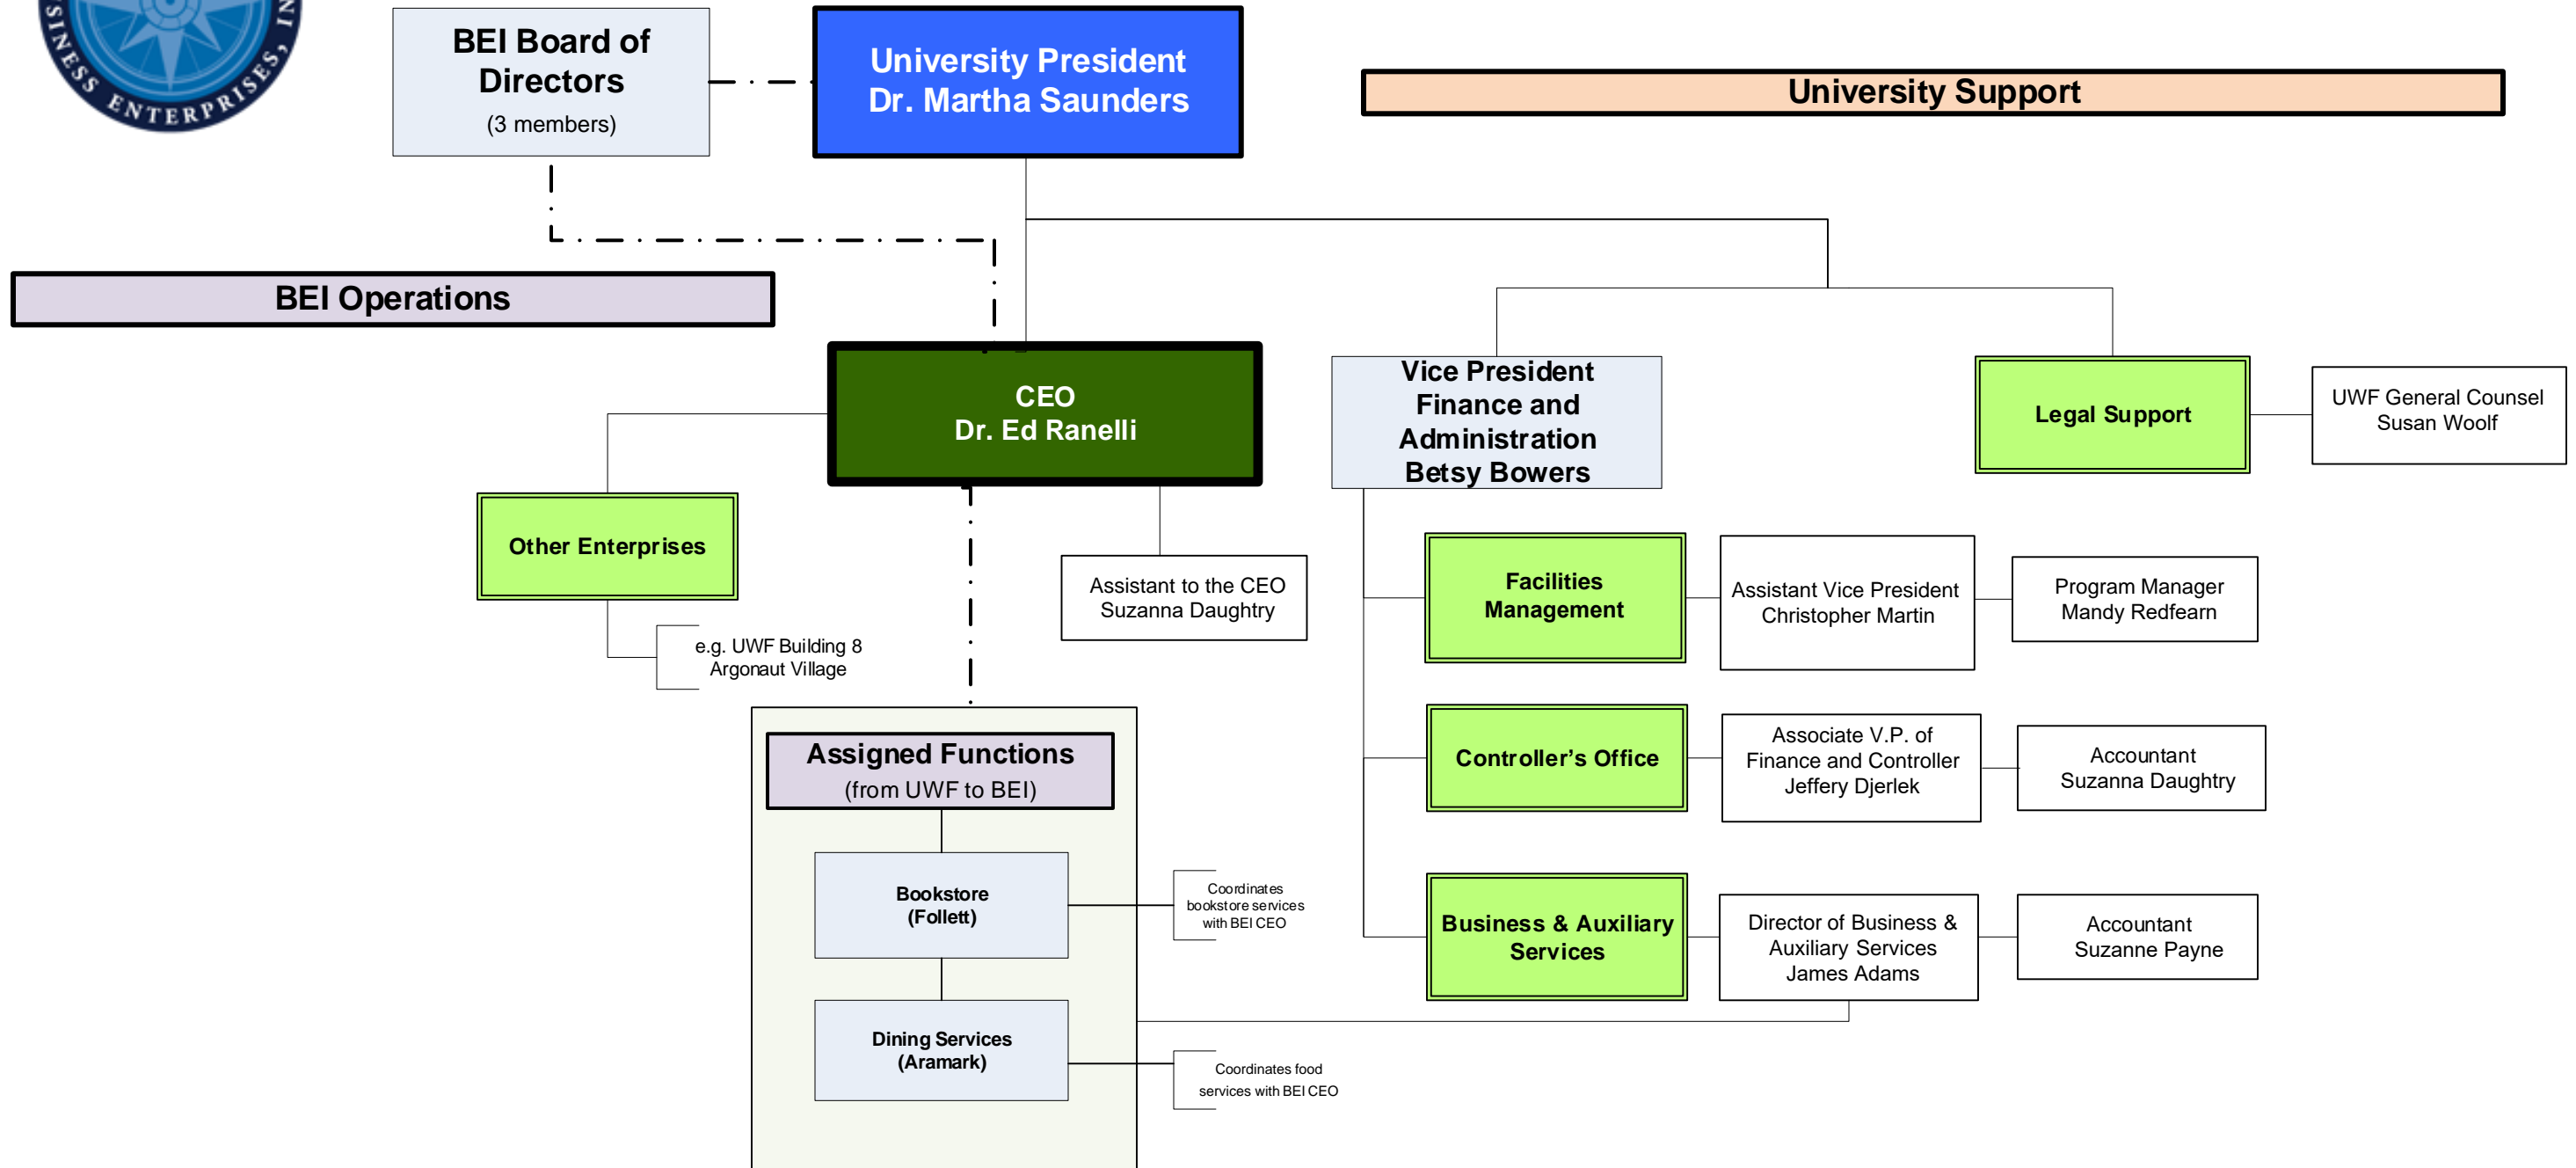 SINESS ENTERPRISES, IN
BEI Board of
Directors
(3 members)
University President
Dr. Martha Saunders
University Support
BEI Operations
CEO
Dr. Ed Ranelli
Vice President
Finance and
Administration
Betsy Bowers
Legal Support
UWF General Counsel
Susan Woolf
Other Enterprises
e.g. UWF Building 8
Argonaut Village
Assistant to the CEO
Suzanna Daughtry
Facilities
Management
Assistant Vice President
Christopher Martin
Program Manager
Mandy Redfearn
Assigned Functions
(from UWF to BEI)
Controller’s Office
Associate V.P. of
Finance and Controller
Jeffery Djerlek
Accountant
Suzanna Daughtry
Bookstore
(Follett)
Coordinates
bookstore services
with BEI CEO
Business & Auxiliary
Services
Director of Business &
Auxiliary Services
James Adams
Accountant
Suzanne Payne
Dining Services
(Aramark)
Coordinates food
services with BEI CEO